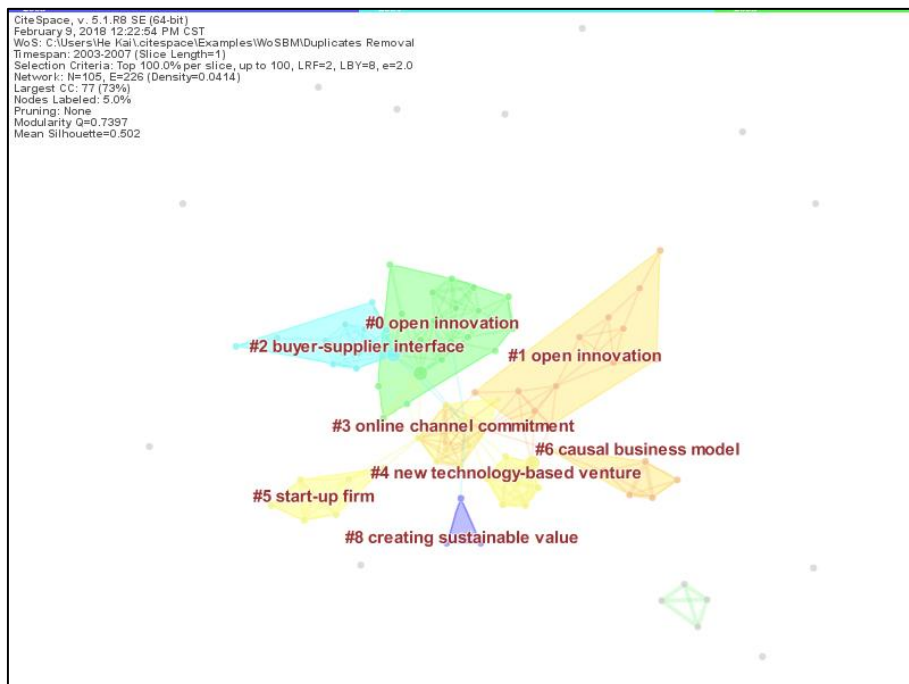 CiteSpace, v. 5.1.R8 SE (64-bit)
February 9, 2018 12:22:54 PM CST
WoS: C:\Users\He Kai\.citespace\Examples\WoSBM\Duplicates Removal
Timespan: 2003-2007 (Slice Length=1)
Selection Criteria: Top 100.0% per slice, up to 100, LRF=2, LBY=8, e=2.0
Network: N=105, E=226 (Density=0.0414)
Largest CC: 77 (73%)
Nodes Labeled: 5.0%
Pruning: None
Modularity Q=0.7397
Mean Silhouette=0.502
#0 open innovation
#2 buyer-supplier interface
#1 open innovation
#3 online channel commitment
#6 causal business model
#4 new technology-based venture
#5 start-up firm
#8 creating sustainable value